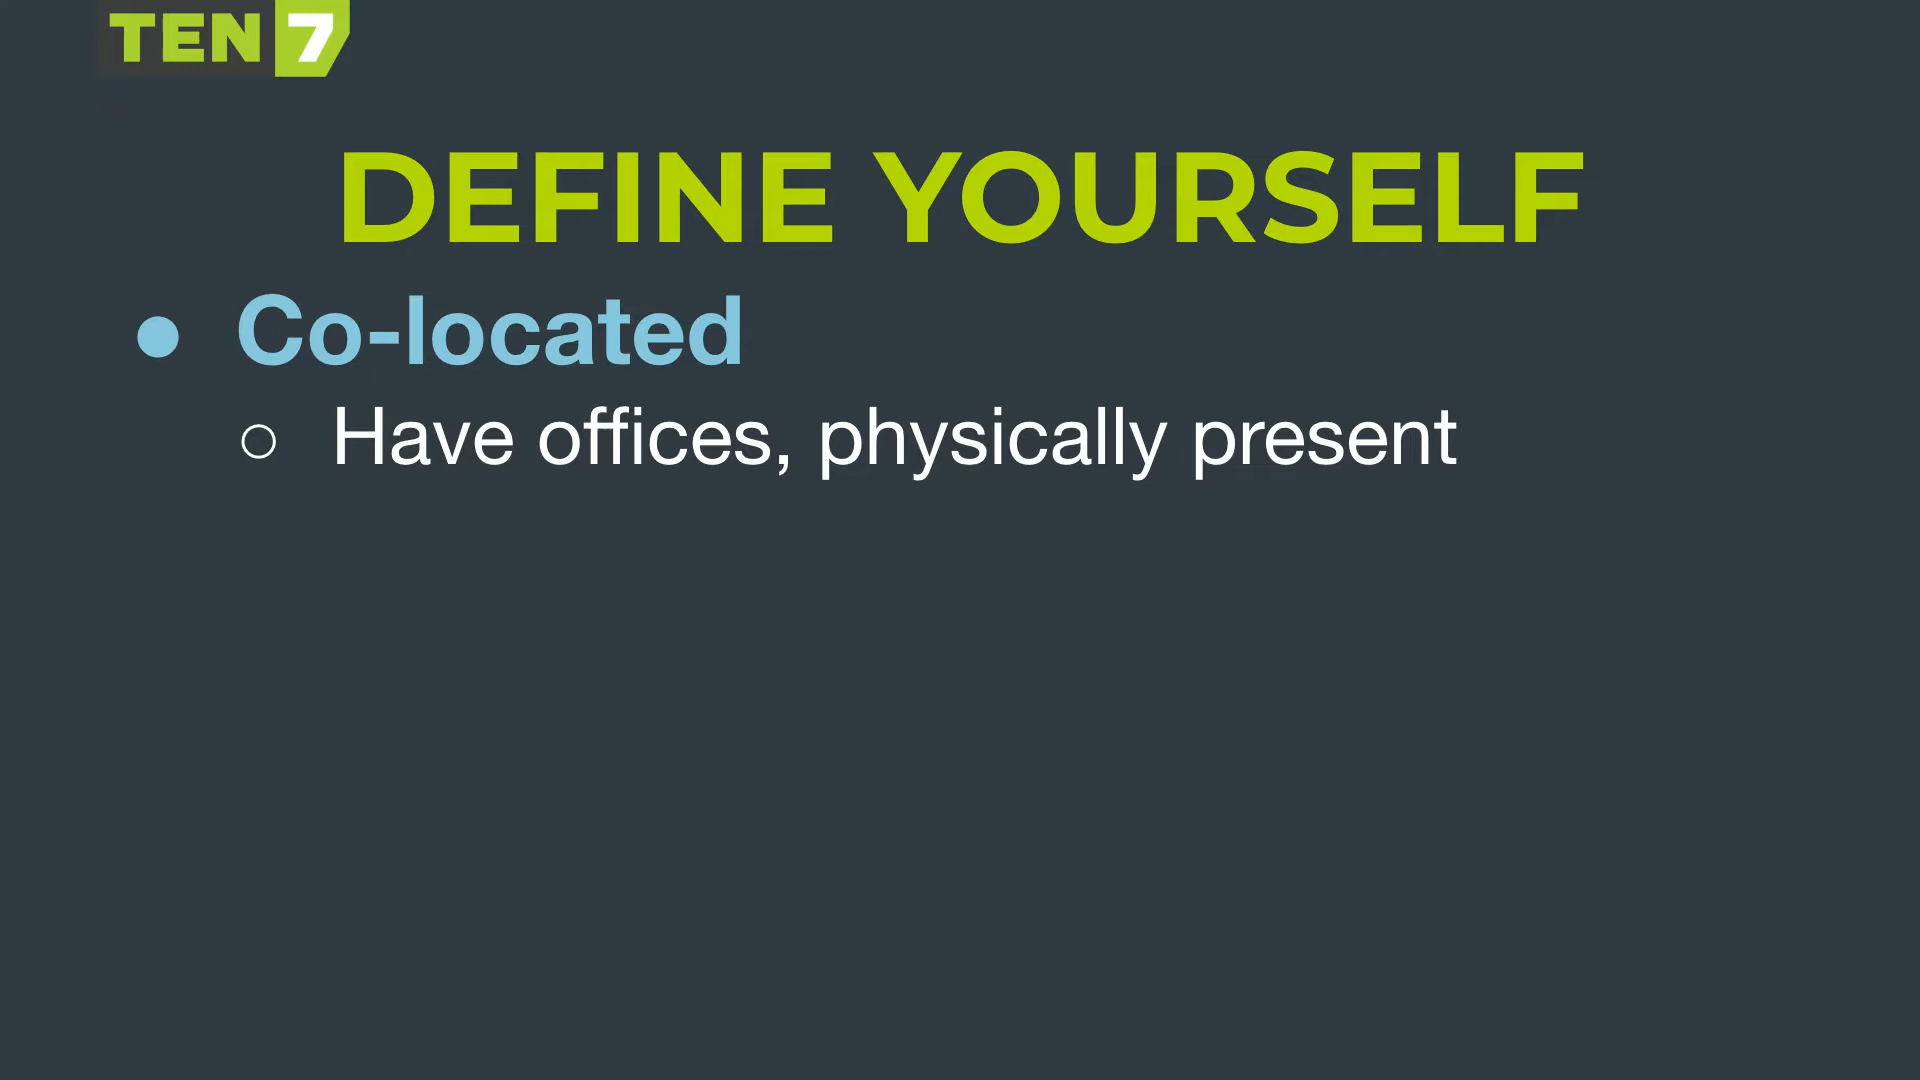 TEN7
DEFINE YOURSELF
● Co-located
○ Have offices, physically present